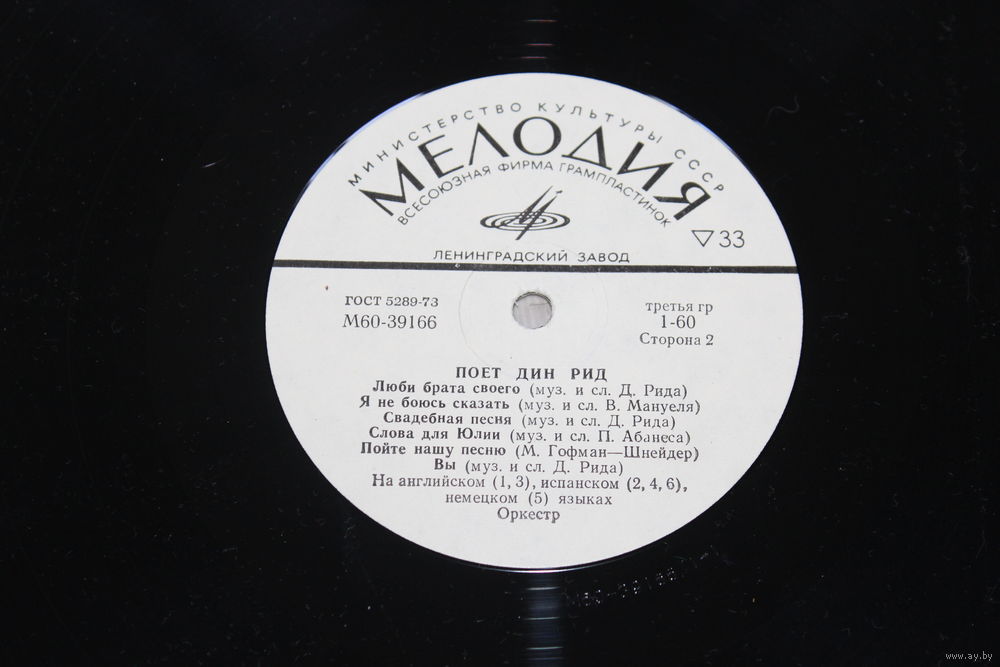 МИНИСТЕРСТВО КУЛЬТУРЫ СССР
МЕЛОДИЯ
ВСЕСОЮЗНАЯ ФИРМА ГРАМПЛАСТИНОК
▽33
ЛЕНИНГРАДСКИЙ ЗАВОД
ГОСТ 5289-73
М60-39166
третья гр
1-60
Сторона 2
ПОЕТ ДИН РИД
Люби брата своего (муз. и сл. Д. Рида)
Я не боюсь сказать (муз. и сл. В. Мануеля)
Свадебная песня (муз. и сл. Д. Рида)
Слова для Юлии (муз. и сл. П. Абанеса)
Пойте нашу песню (М. Гофман—Шнейдер)
Вы (муз. и сл. Д. Рида)
На английском (1, 3), испанском (2, 4, 6),
немецком (5) языках
Оркестр
www.ay.by